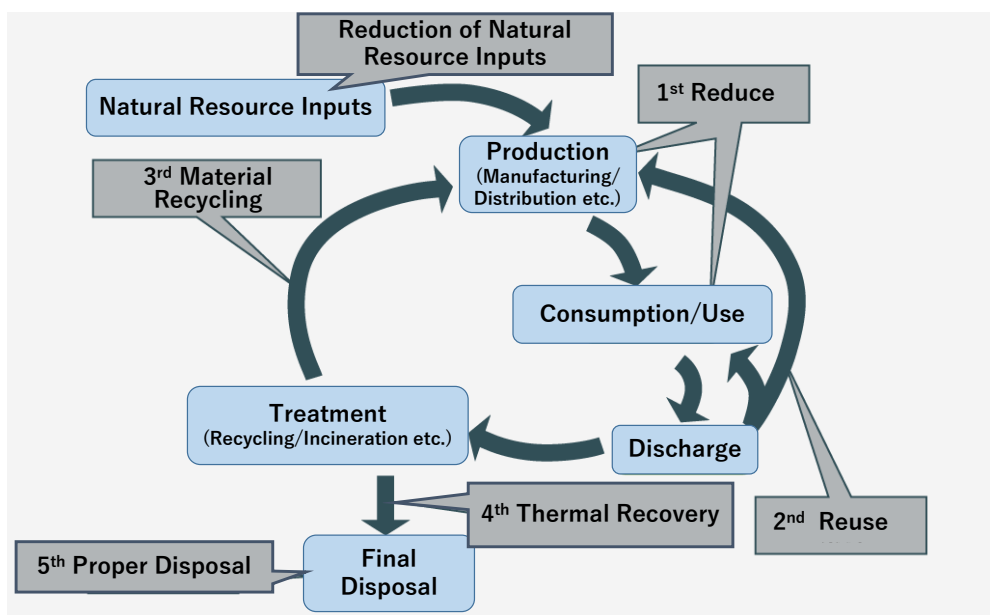 Reduction of Natural
Resource Inputs
Natural Resource Inputs
1st Reduce
Production
(Manufacturing/
Distribution etc.)
3rd Material
Recycling
Consumption/Use
Treatment
(Recycling/Incineration etc.)
Discharge
4th Thermal Recovery
2nd Reuse
5th Proper Disposal
Final
Disposal